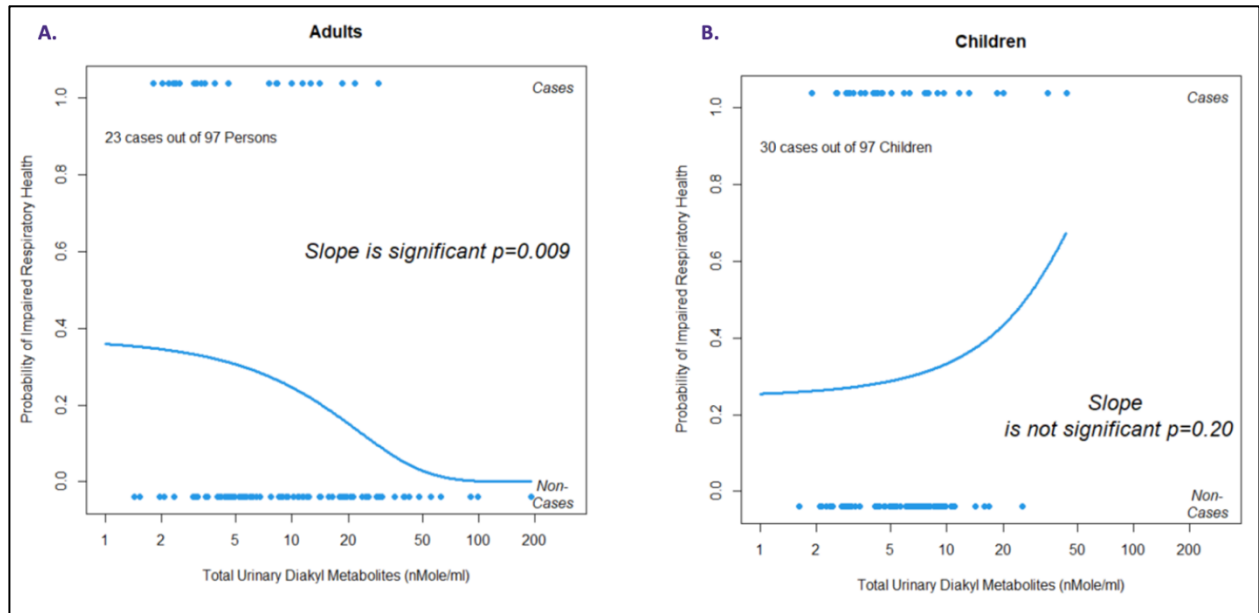 A.
Adults
Cases
23 cases out of 97 Persons
Slope is significant p=0.009
Non-
Cases
Probability of Impaired Respiratory Health
0.0
0.2
0.4
0.6
0.8
1.0
1 2 5 10 20 50 100 200
Total Urinary Diakyl Metabolites (nMole/ml)
B.
Children
Cases
30 cases out of 97 Children
Slope
is not significant p=0.20
Non-
Cases
Probability of Impaired Respiratory Health
0.0
0.2
0.4
0.6
0.8
1.0
1 2 5 10 20 50 100 200
Total Urinary Diakyl Metabolites (nMole/ml)